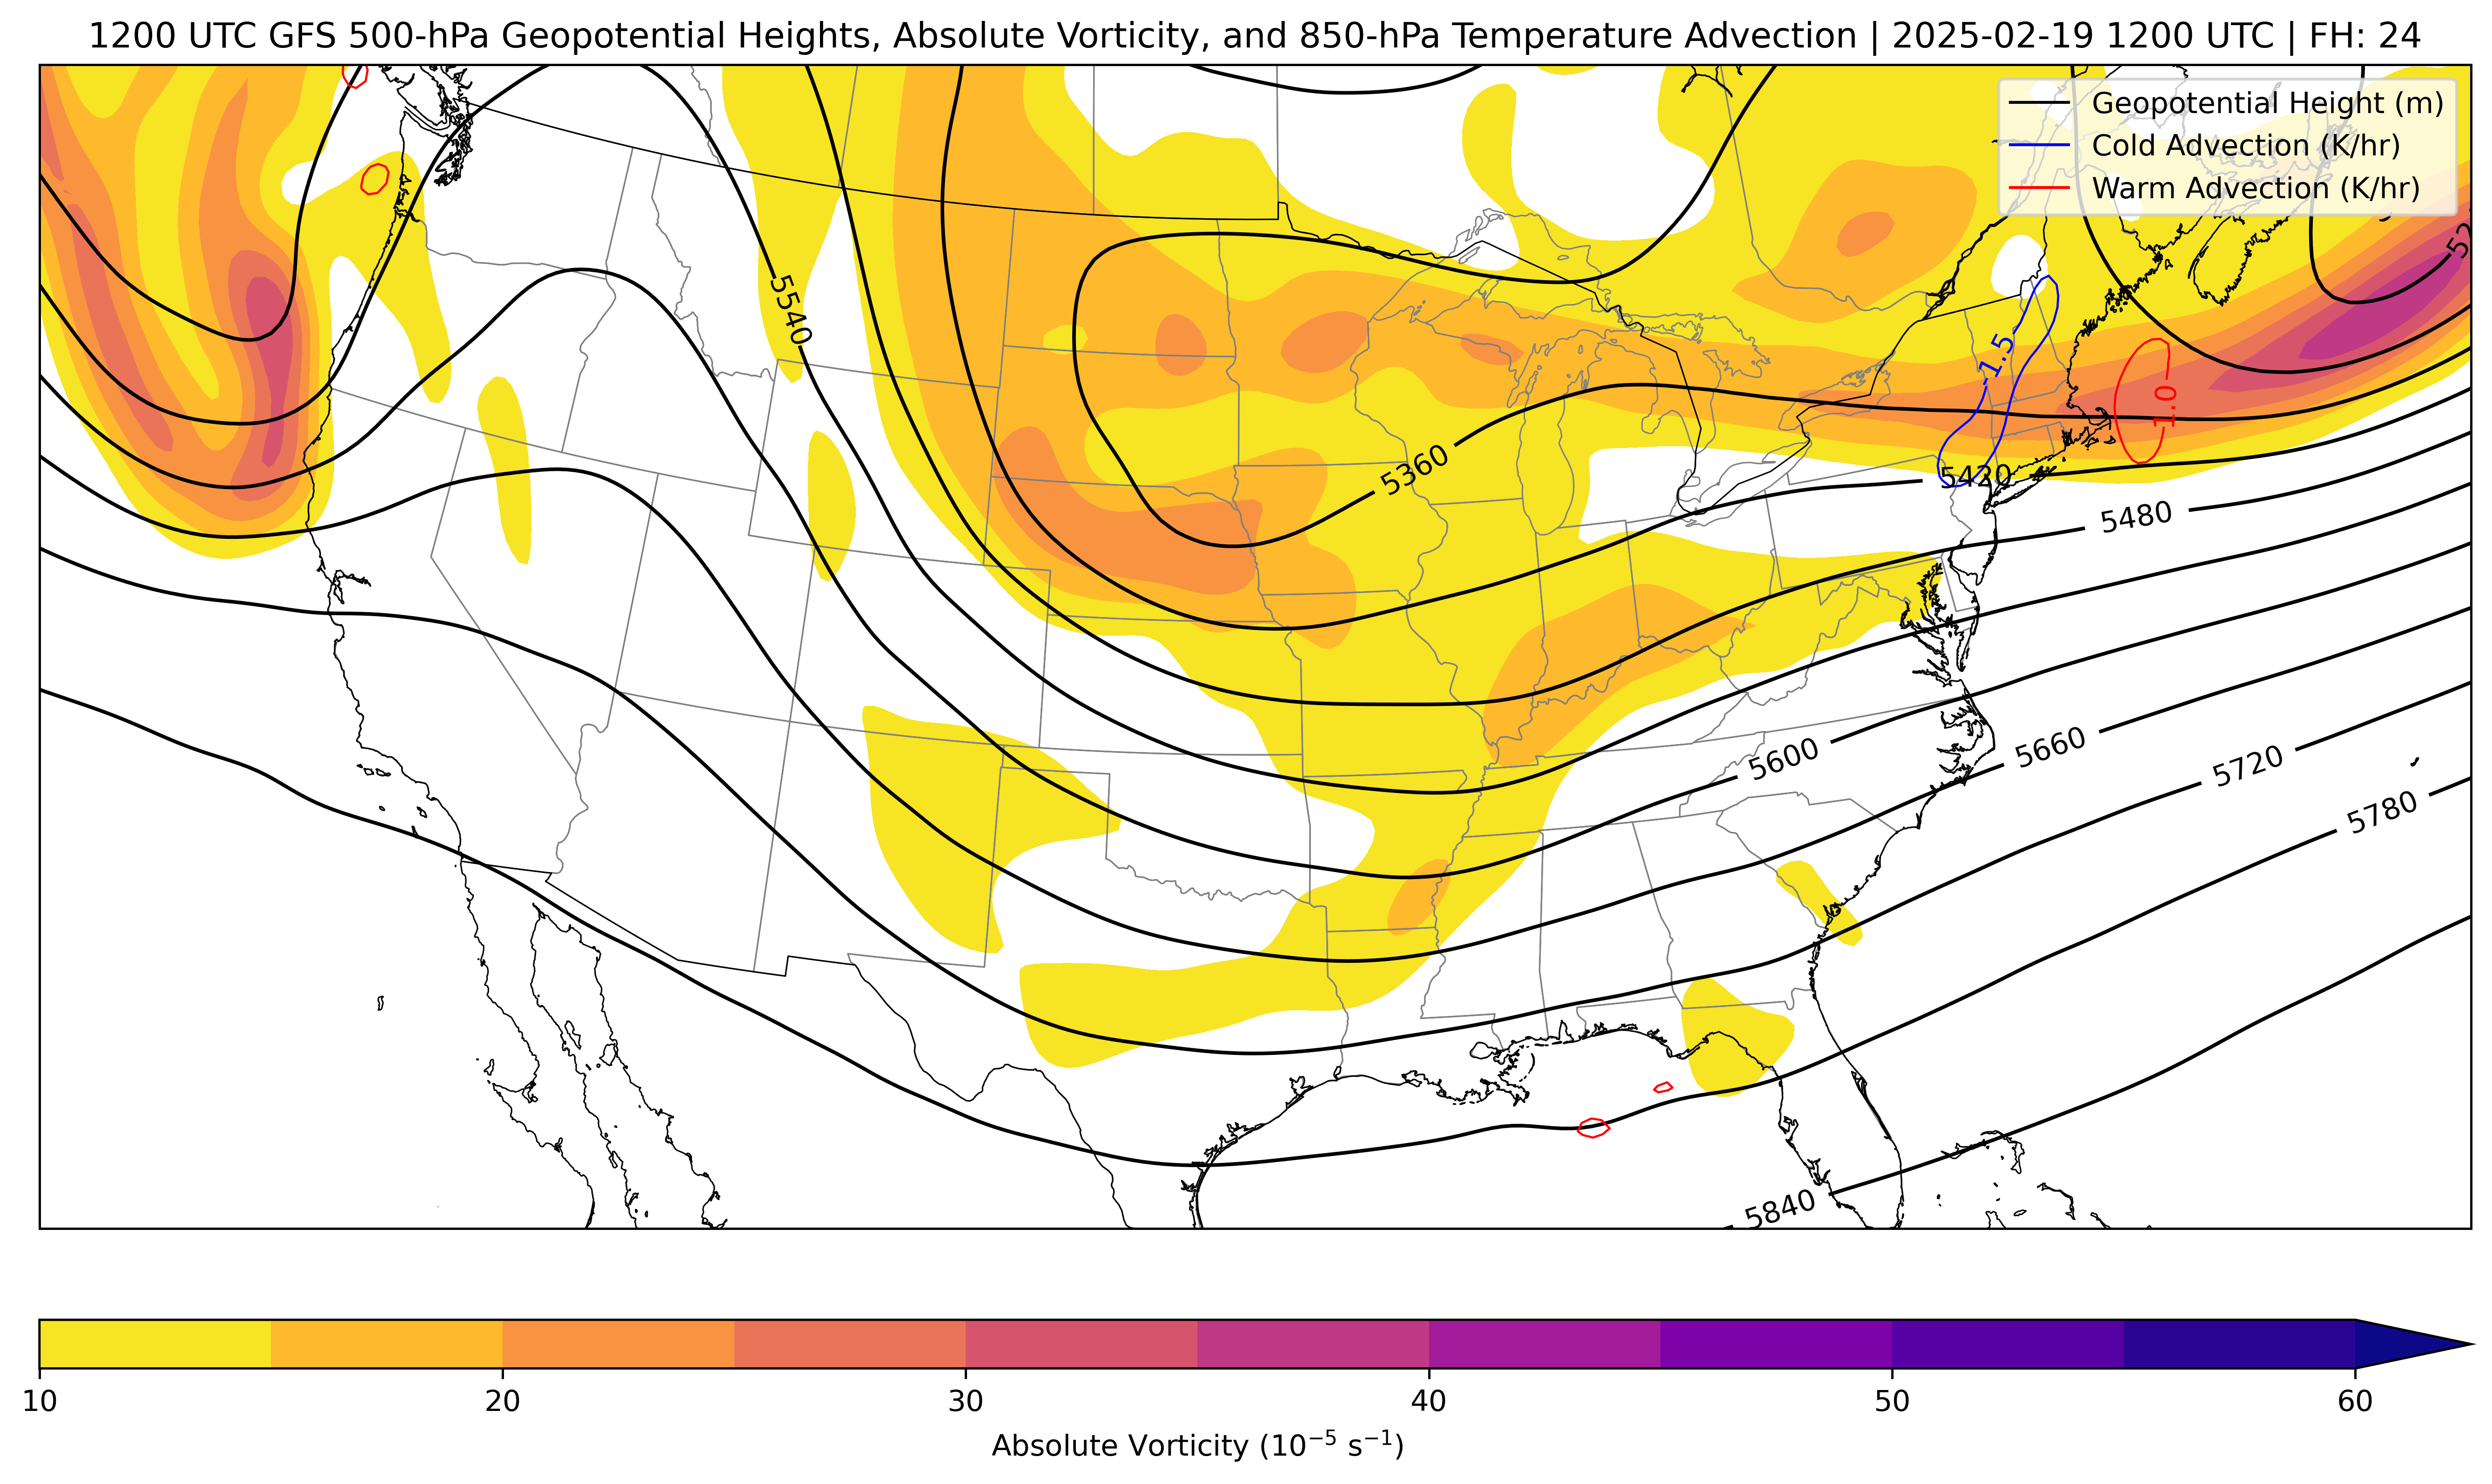 1200 UTC GFS 500-hPa Geopotential Heights, Absolute Vorticity, and 850-hPa Temperature Advection | 2025-02-19 1200 UTC | FH: 24
Geopotential Height (m)
Cold Advection (K/hr)
Warm Advection (K/hr)
5540
-1.5
1.0
5360
5420
5480
5600
5660
5720
5780
5840
10 20 30 40 50 60
Absolute Vorticity (10⁻⁵ s⁻¹)